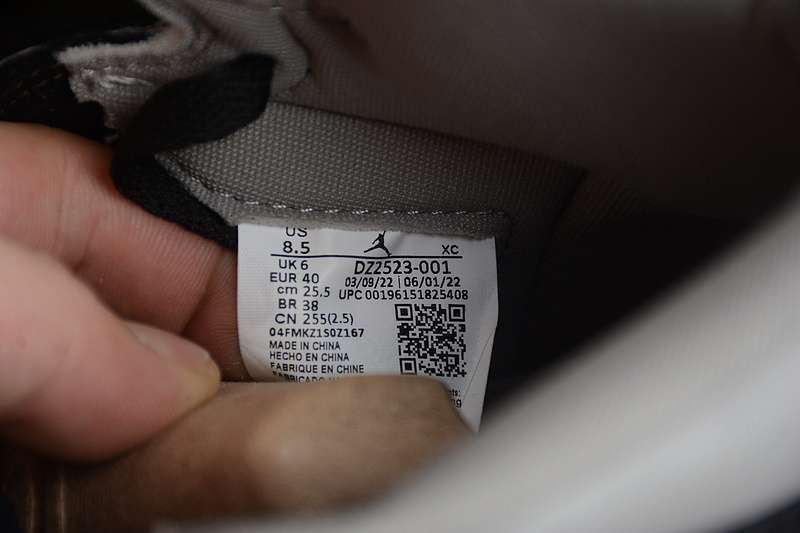 US
8.5
XC
UK 6
EUR 40
cm 25.5
BR 38
CN 255(2.5)
DZ2523-001
03/09/22 | 06/01/22
UPC 00196151825408
04FMKZ1S0Z167
MADE IN CHINA
HECHO EN CHINA
FABRIQUE EN CHINE
FABRICADO